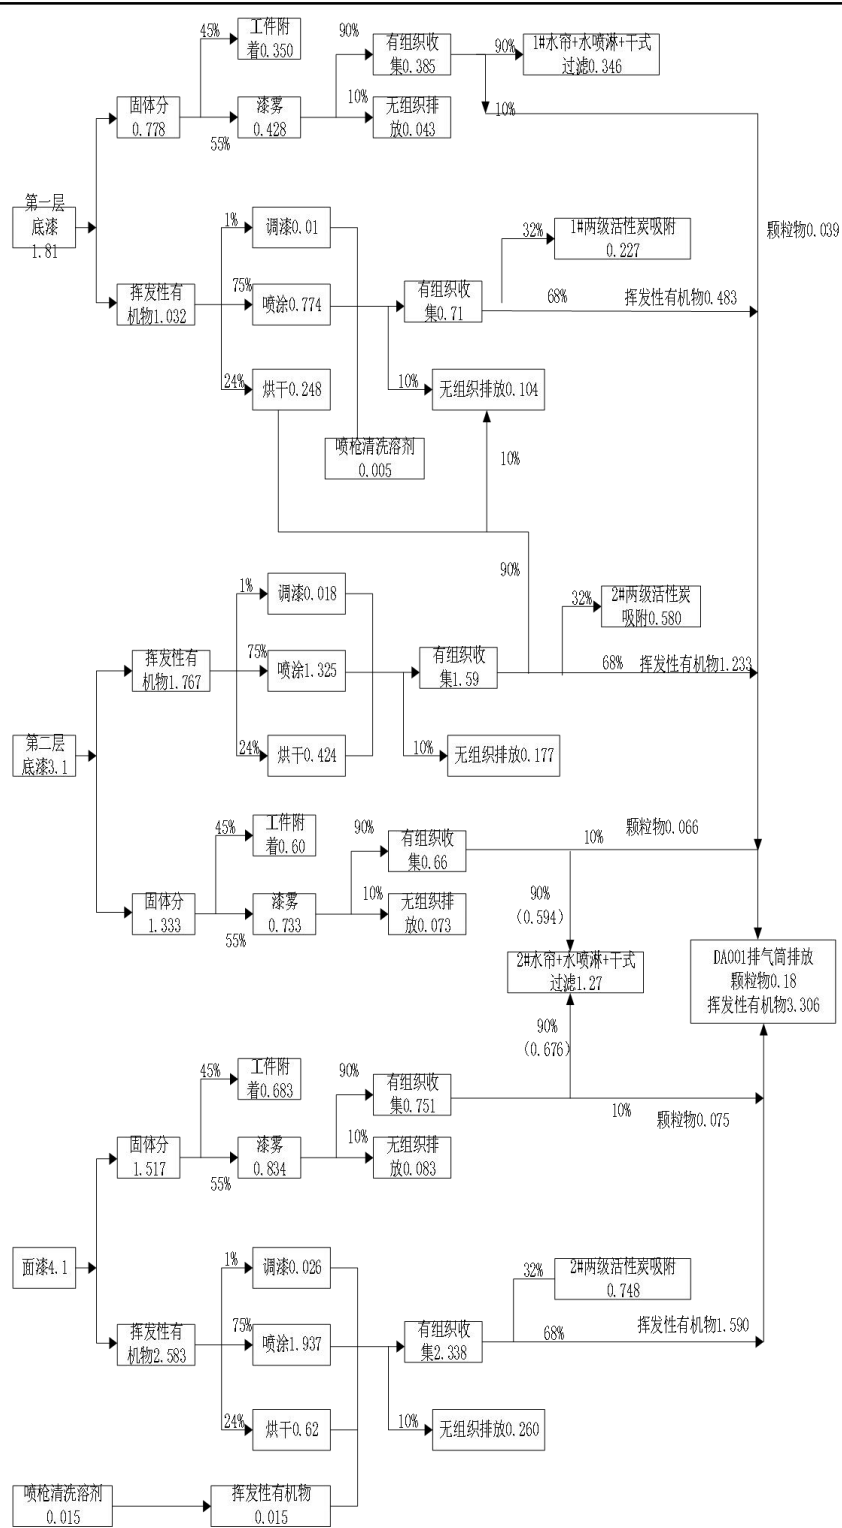 45%
工件附
着0.350
90%
有组织收
集0.385
90%
1#水帘+水喷淋+干式
过滤0.346
固体分
0.778
55%
漆雾
0.428
10%
无组织排
放0.043
10%
第一层
底漆
1.81
1%
调漆0.01
32%
1#两级活性炭吸附
0.227
颗粒物0.039
挥发性有
机物1.032
75%
喷涂0.774
有组织收
集0.71
68%
挥发性有机物0.483
24%
烘干0.248
10%
无组织排放0.104
喷枪清洗溶剂
0.005
10%
90%
1%
调漆0.018
32%
2#两级活性炭
吸附0.580
挥发性有
机物1.767
75%
喷涂1.325
有组织收
集1.59
68%
挥发性有机物1.233
第二层
底漆3.1
24%
烘干0.424
10%
无组织排放0.177
45%
工件附
着0.60
90%
有组织收
集0.66
10%
颗粒物0.066
固体分
1.333
55%
漆雾
0.733
10%
无组织排
放0.073
90%
（0.594）
2#水帘+水喷淋+干式
过滤1.27
DA001排气筒排放
颗粒物0.18
挥发性有机物3.306
90%
（0.676）
45%
工件附
着0.683
90%
有组织收
集0.751
10%
颗粒物0.075
固体分
1.517
55%
漆雾
0.834
10%
无组织排
放0.083
面漆4.1
1%
调漆0.026
32%
2#两级活性炭吸附
0.748
挥发性有
机物2.583
75%
喷涂1.937
有组织收
集2.338
68%
挥发性有机物1.590
24%
烘干0.62
10%
无组织排放0.260
喷枪清洗溶剂
0.015
挥发性有机物
0.015